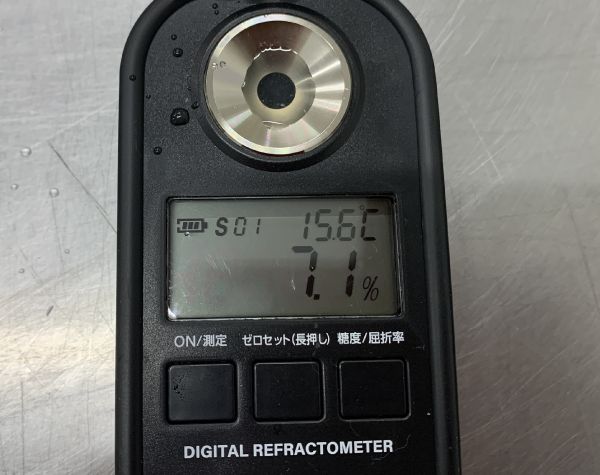 S01 15.6°C
7.1%
ON/測定 ゼロセット(長押し) 糖度/屈折率
DIGITAL REFRACTOMETER